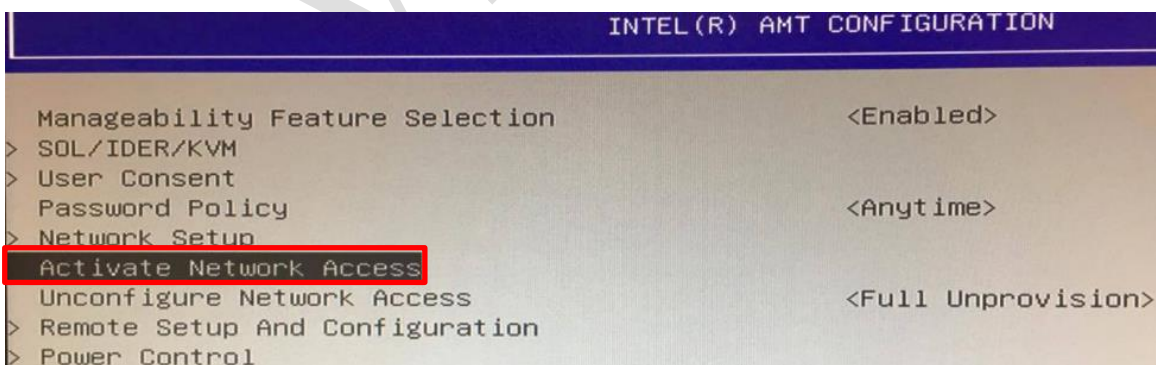 INTEL(R) AMT CONFIGURATION
Manageability Feature Selection <Enabled>
> SOL/IDER/KVM
> User Consent
Password Policy <Anytime>
> Network Setup
Activate Network Access
Unconfigure Network Access <Full Unprovision>
> Remote Setup And Configuration
> Power Control